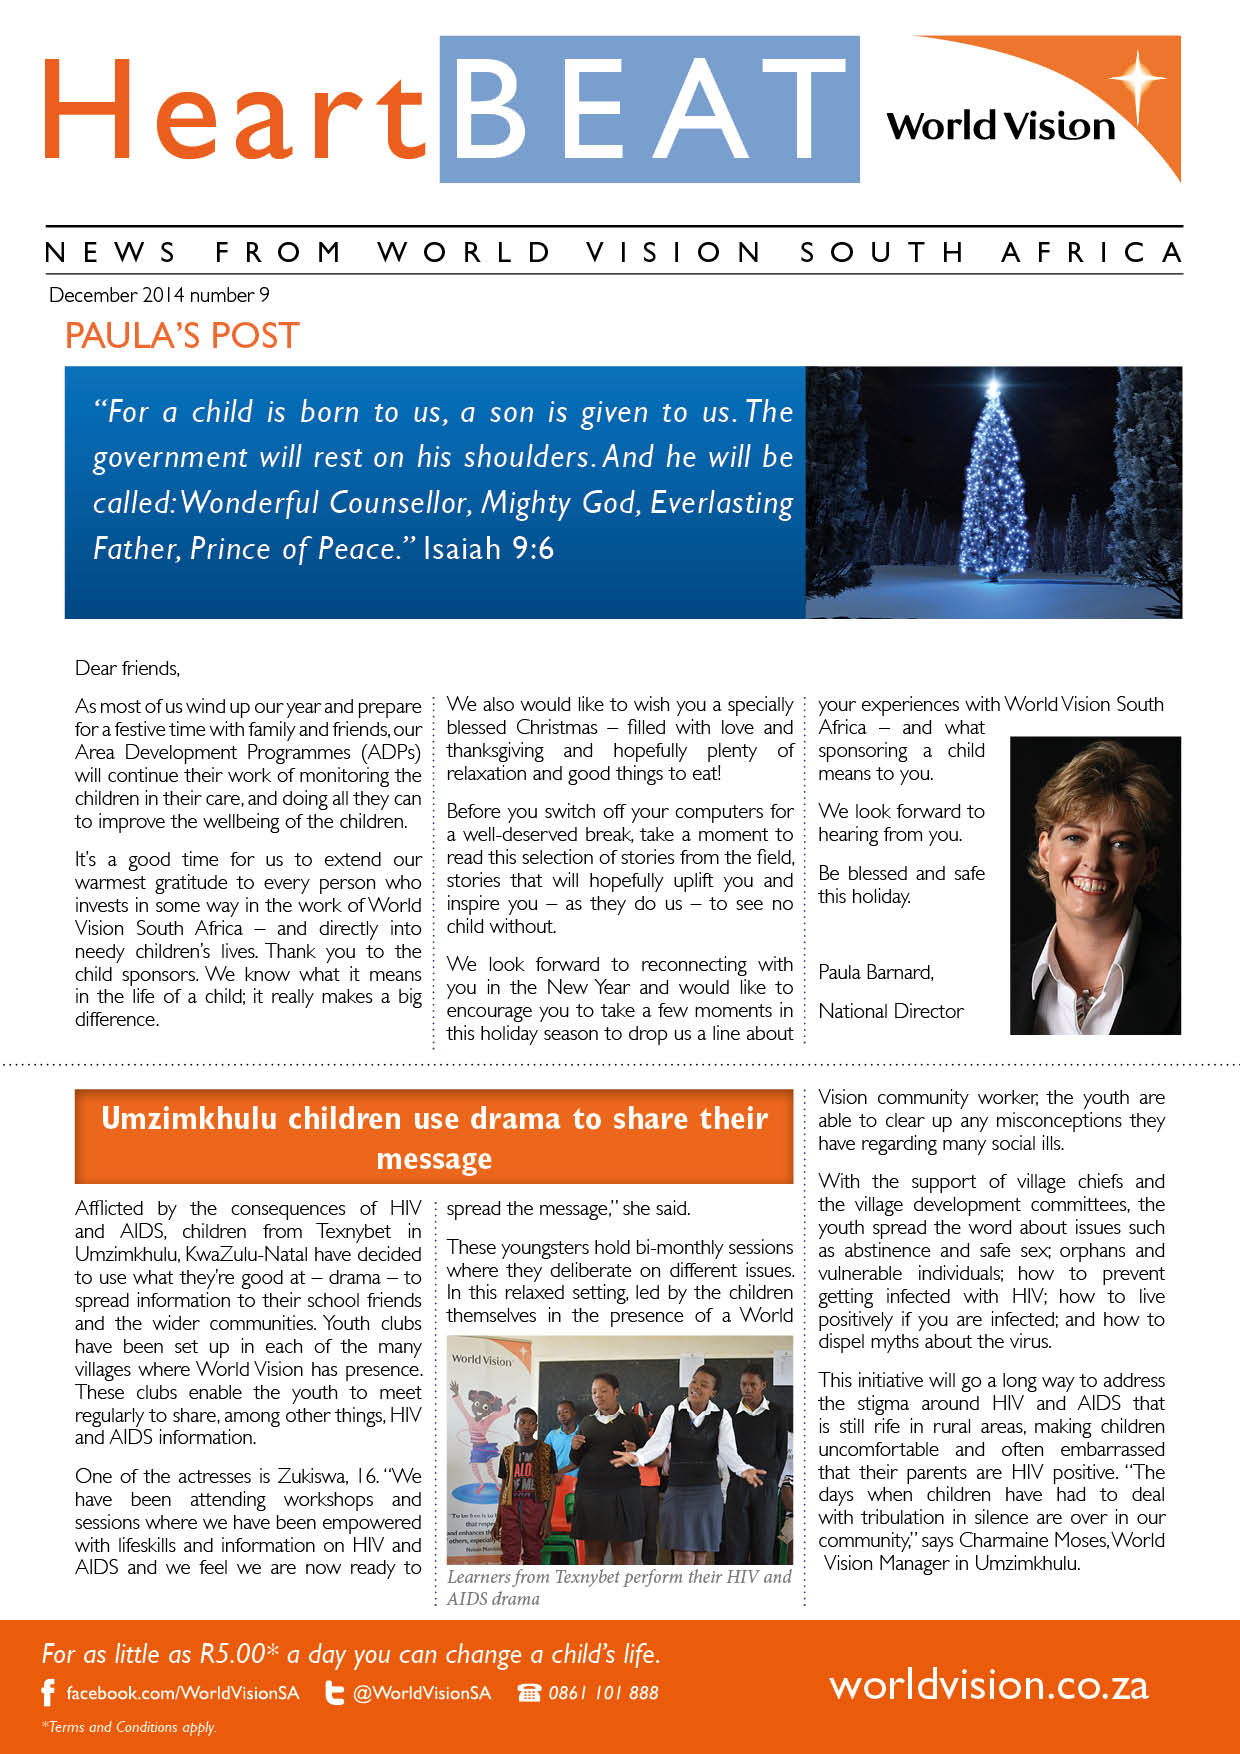 HeartBEAT
World Vision
NEWS FROM WORLD VISION SOUTH AFRICA
December 2014 number 9
PAULA'S POST
“For a child is born to us, a son is given to us. The
government will rest on his shoulders. And he will be
called: Wonderful Counsellor, Mighty God, Everlasting
Father, Prince of Peace.” Isaiah 9:6
Dear friends,
As most of us wind up our year and prepare
for a festive time with family and friends, our
Area Development Programmes (ADPs)
will continue their work of monitoring the
children in their care, and doing all they can
to improve the wellbeing of the children.
It's a good time for us to extend our
warmest gratitude to every person who
invests in some way in the work of World
Vision South Africa – and directly into
needy children's lives. Thank you to the
child sponsors. We know what it means
in the life of a child; it really makes a big
difference.
We also would like to wish you a specially
blessed Christmas – filled with love and
thanksgiving and hopefully plenty of
relaxation and good things to eat!
Before you switch off your computers for
a well-deserved break, take a moment to
read this selection of stories from the field,
stories that will hopefully uplift you and
inspire you – as they do us – to see no
child without.
We look forward to reconnecting with
you in the New Year and would like to
encourage you to take a few moments in
this holiday season to drop us a line about
your experiences with World Vision South
Africa – and what
sponsoring a child
means to you.
We look forward to
hearing from you.
Be blessed and safe
this holiday.
Paula Barnard,
National Director
Umzimkhulu children use drama to share their
message
Afflicted by the consequences of HIV
and AIDS, children from Texnybet in
Umzimkhulu, KwaZulu-Natal have decided
to use what they're good at – drama – to
spread information to their school friends
and the wider communities. Youth clubs
have been set up in each of the many
villages where World Vision has presence.
These clubs enable the youth to meet
regularly to share, among other things, HIV
and AIDS information.
One of the actresses is Zukiswa, 16. “We
have been attending workshops and
sessions where we have been empowered
with lifeskills and information on HIV and
AIDS and we feel we are now ready to
spread the message,” she said.
These youngsters hold bi-monthly sessions
where they deliberate on different issues.
In this relaxed setting, led by the children
themselves in the presence of a World
World Vision
Learners from Texnybet perform their HIV and
AIDS drama
Vision community worker, the youth are
able to clear up any misconceptions they
have regarding many social ills.
With the support of village chiefs and
the village development committees, the
youth spread the word about issues such
as abstinence and safe sex; orphans and
vulnerable individuals; how to prevent
getting infected with HIV; how to live
positively if you are infected; and how to
dispel myths about the virus.
This initiative will go a long way to address
the stigma around HIV and AIDS that
is still rife in rural areas, making children
uncomfortable and often embarrassed
that their parents are HIV positive. “The
days when children have had to deal
with tribulation in silence are over in our
community,” says Charmaine Moses, World
Vision Manager in Umzimkhulu.
For as little as R5.00* a day you can change a child's life.
facebook.com/WorldVisionSA @WorldVisionSA 0861 101 888
*Terms and Conditions apply.
worldvision.co.za